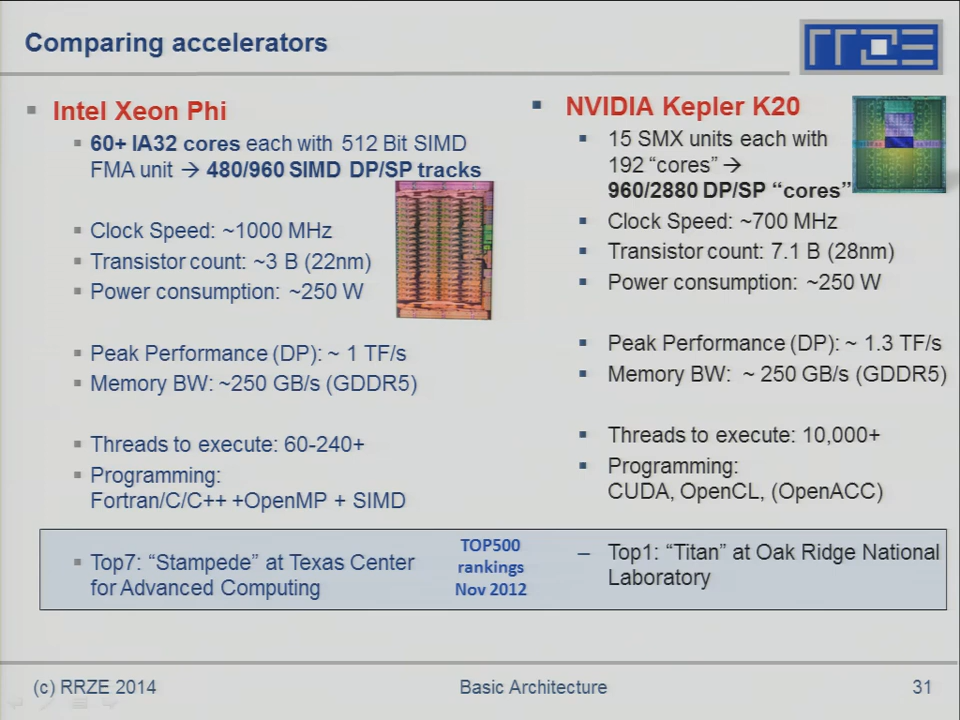 Comparing accelerators
RRZE
Intel Xeon Phi
60+ IA32 cores each with 512 Bit SIMD
FMA unit → 480/960 SIMD DP/SP tracks
Clock Speed: ~1000 MHz
Transistor count: ~3 B (22nm)
Power consumption: ~250 W
Peak Performance (DP): ~ 1 TF/s
Memory BW: ~250 GB/s (GDDR5)
Threads to execute: 60-240+
Programming:
Fortran/C/C++ +OpenMP + SIMD
NVIDIA Kepler K20
15 SMX units each with
192 “cores” →
960/2880 DP/SP “cores”
Clock Speed: ~700 MHz
Transistor count: 7.1 B (28nm)
Power consumption: ~250 W
Peak Performance (DP): ~ 1.3 TF/s
Memory BW: ~ 250 GB/s (GDDR5)
Threads to execute: 10,000+
Programming:
CUDA, OpenCL, (OpenACC)
Top7: “Stampede” at Texas Center
for Advanced Computing
TOP500
rankings
Nov 2012
– Top1: “Titan” at Oak Ridge National
Laboratory
(c) RRZE 2014
Basic Architecture
31